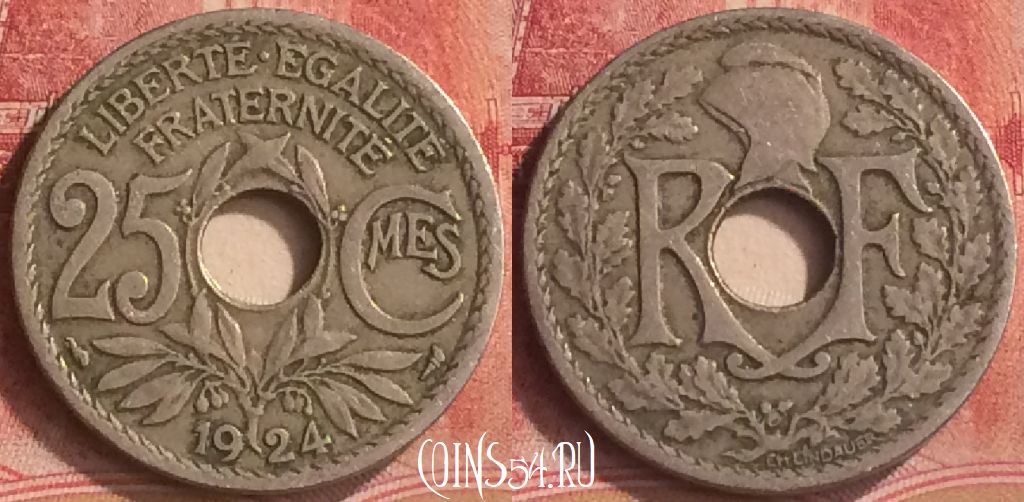 LIBERTE·EGALITE
FRATERNITE
25 CMES
1924
RF
EM LINDAUER
COINS54.RU